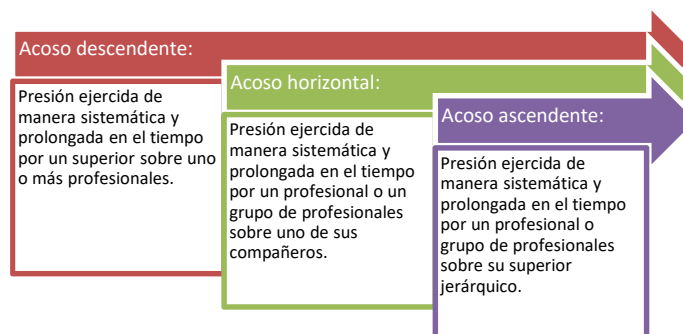 Acoso descendente:
Presión ejercida de
manera sistemática y
prolongada en el tiempo
por un superior sobre uno
o más profesionales.
Acoso horizontal:
Presión ejercida de
manera sistemática y
prolongada en el tiempo
por un profesional o un
grupo de profesionales
sobre uno de sus
compañeros.
Acoso ascendente:
Presión ejercida de
manera sistemática y
prolongada en el tiempo
por un profesional o
grupo de profesionales
sobre su superior
jerárquico.